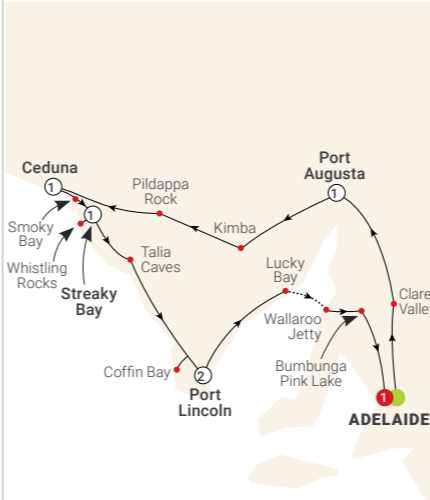 Port
Augusta
1
Ceduna
1
Pildappa
Rock
Kimba
1
Smoky
Bay
Whistling
Rocks
Streaky
Bay
Talia
Caves
Lucky
Bay
Clare
Valley
Wallaroo
Jetty
Bumbunga
Pink Lake
Coffin Bay
2
Port
Lincoln
1
ADELAIDE